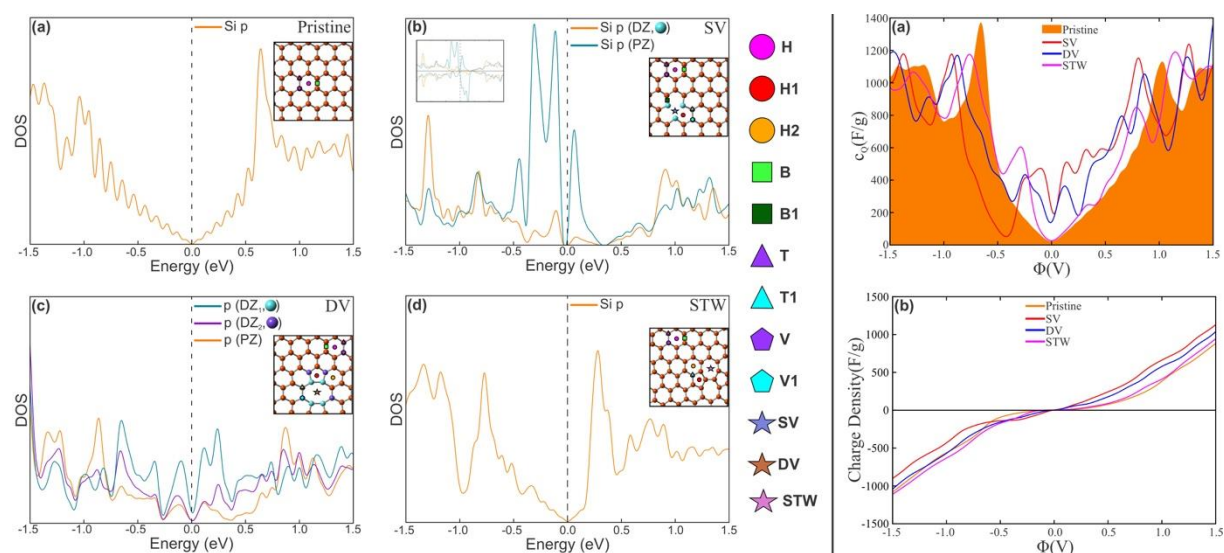 (a)
Si p
Pristine
DOS
-1.5 -1.0 -0.5 0.0 0.5 1.0 1.5
Energy (eV)
(b)
Si p (DZ, )
Si p (PZ)
SV
DOS
-1.5 -1.0 -0.5 0.0 0.5 1.0 1.5
Energy (eV)
(c)
p (DZ₁, )
p (DZ₂, )
p (PZ)
DV
DOS
-1.5 -1.0 -0.5 0.0 0.5 1.0 1.5
Energy (eV)
(d)
Si p
STW
DOS
-1.5 -1.0 -0.5 0.0 0.5 1.0 1.5
Energy (eV)
H
H1
H2
B
B1
T
T1
V
V1
SV
DV
STW
(a)
Pristine
SV
DV
STW
1400
1200
1000
800
600
400
200
0
c_Q(F/g)
-1.5 -1.0 -0.5 0.0 0.5 1.0 1.5
Φ(V)
(b)
Pristine
SV
DV
STW
1500
1000
500
0
-500
-1000
-1500
Charge Density(F/g)
-1.5 -1.0 -0.5 0.0 0.5 1.0 1.5
Φ(V)